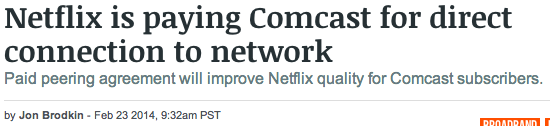 Netflix is paying Comcast for direct
connection to network
Paid peering agreement will improve Netflix quality for Comcast subscribers.
by Jon Brodkin - Feb 23 2014, 9:32am PST
BROADBAND